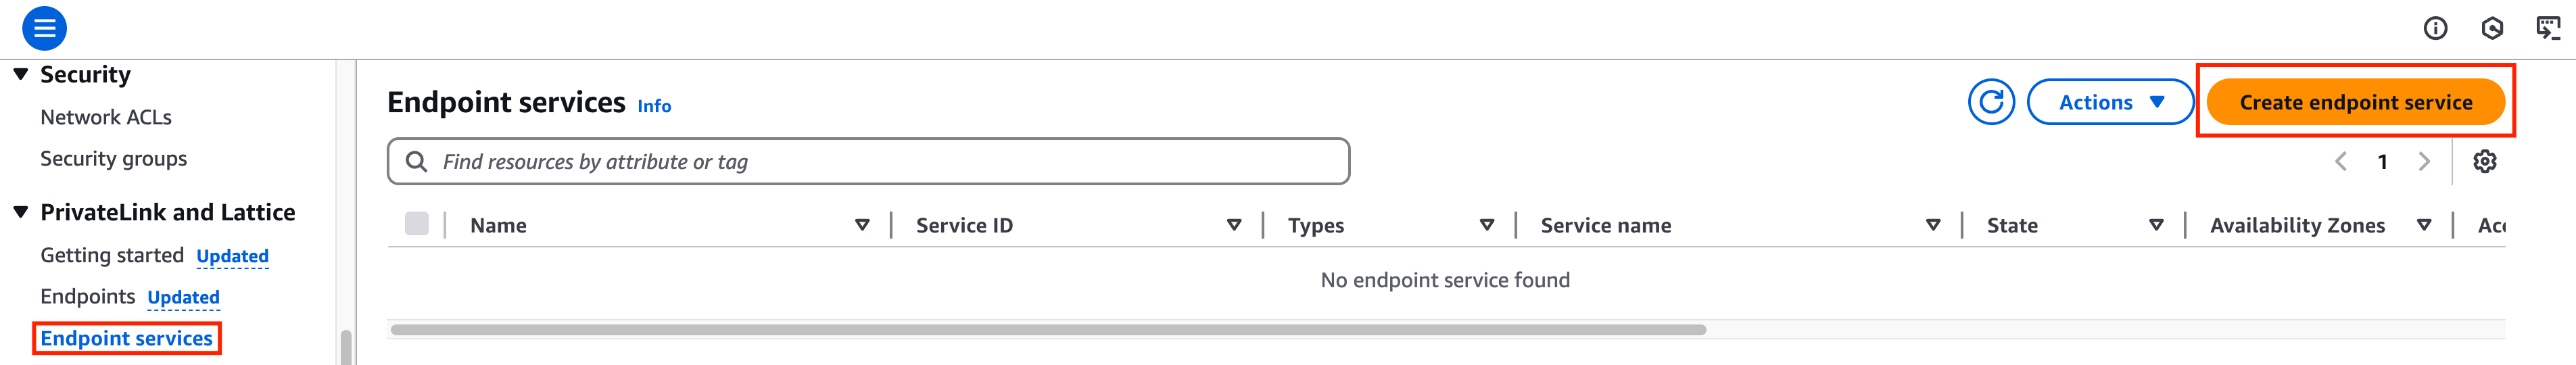 Security
Network ACLs
Security groups
PrivateLink and Lattice
Getting started Updated
Endpoints Updated
Endpoint services
Endpoint services Info
Actions
Create endpoint service
Find resources by attribute or tag
1
Name Service ID Types Service name State Availability Zones
No endpoint service found